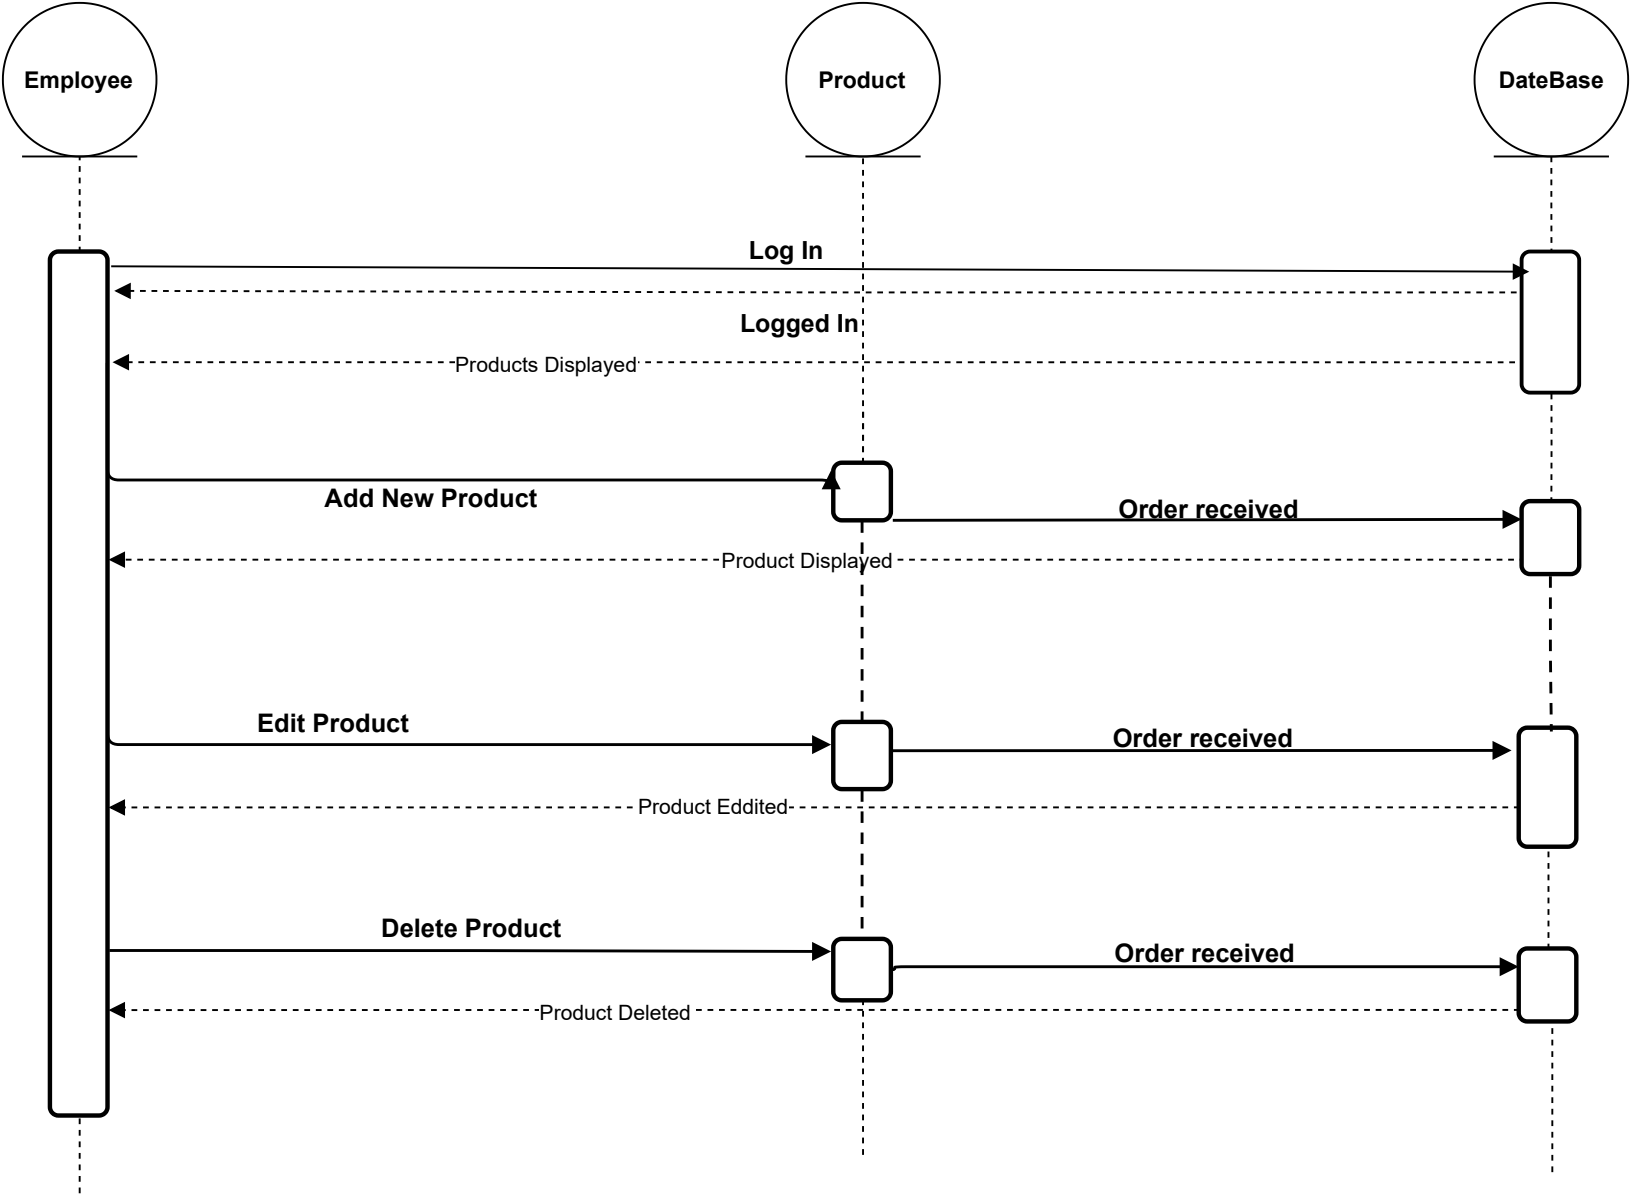 Employee
Product
DateBase
Log In
Logged In
Products Displayed
Add New Product
Order received
Product Displayed
Edit Product
Order received
Product Eddited
Delete Product
Order received
Product Deleted